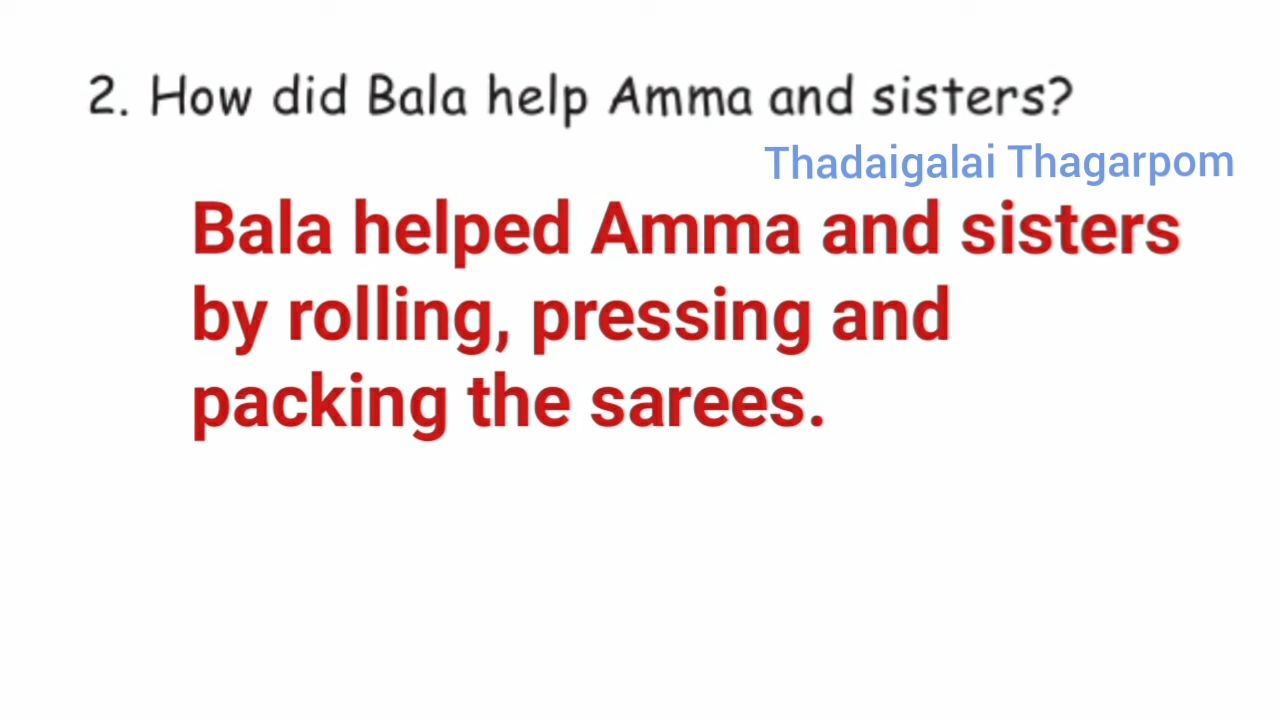 2. How did Bala help Amma and sisters?
Thadaigalai Thagarpom
Bala helped Amma and sisters
by rolling, pressing and
packing the sarees.